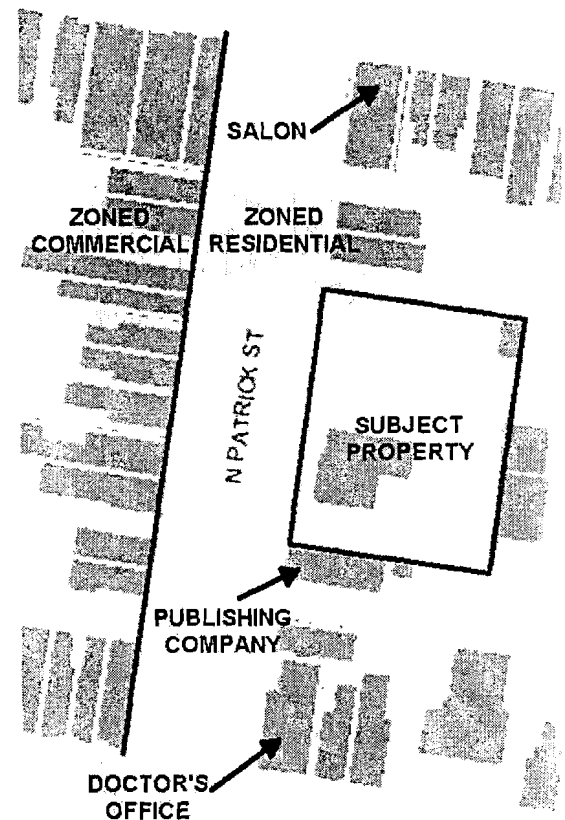 SALON
ZONED
COMMERCIAL
ZONED
RESIDENTIAL
N PATRICK ST
SUBJECT
PROPERTY
PUBLISHING
COMPANY
DOCTOR'S
OFFICE